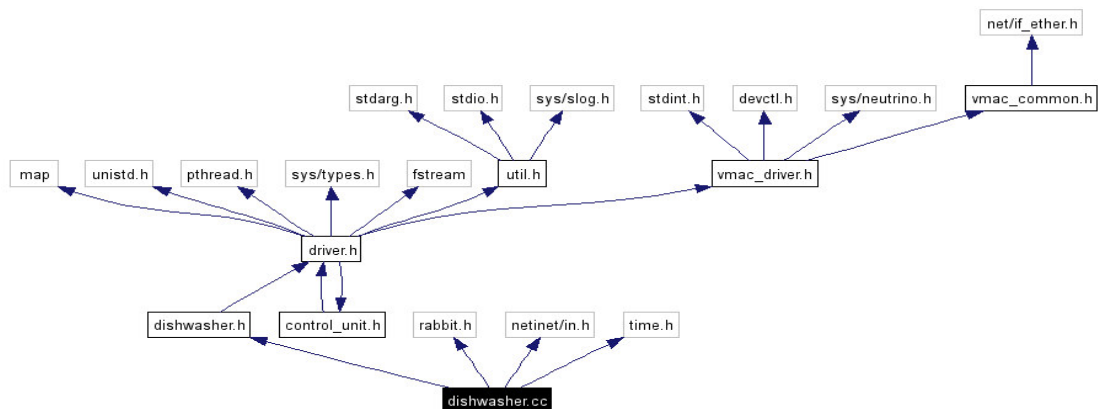 net/if_ether.h
stdarg.h
stdio.h
sys/slog.h
stdint.h
devctl.h
sys/neutrino.h
vmac_common.h
map
unistd.h
pthread.h
sys/types.h
fstream
util.h
vmac_driver.h
driver.h
dishwasher.h
control_unit.h
rabbit.h
netinet/in.h
time.h
dishwasher.cc